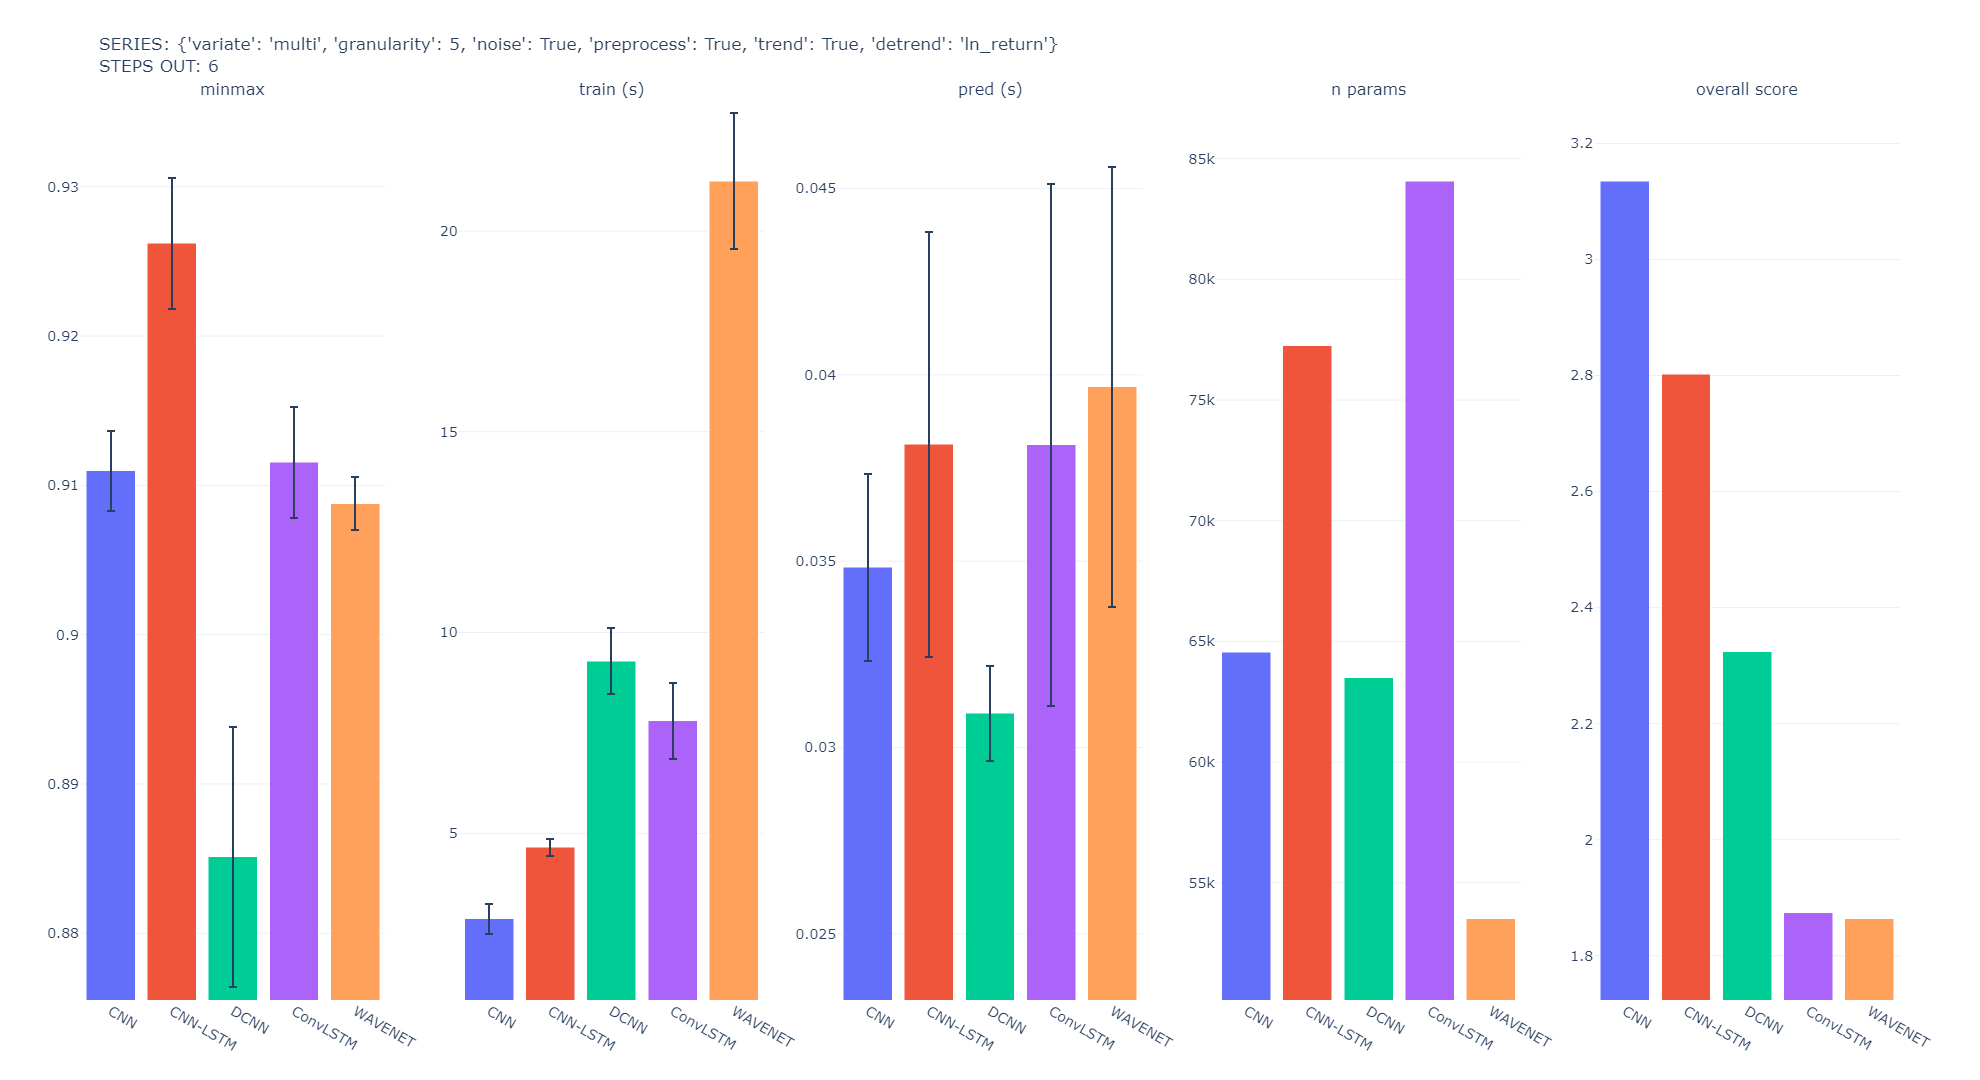 SERIES: {'variate': 'multi', 'granularity': 5, 'noise': True, 'preprocess': True, 'trend': True, 'detrend': 'ln_return'}
STEPS OUT: 6
minmax
train (s)
pred (s)
n params
overall score
0.93
0.92
0.91
0.9
0.89
0.88
20
15
10
5
0.045
0.04
0.035
0.03
0.025
85k
80k
75k
70k
65k
60k
55k
3.2
3
2.8
2.6
2.4
2.2
2
1.8
CNN
CNN-LSTM
DCNN
ConvLSTM
WAVENET
CNN
CNN-LSTM
DCNN
ConvLSTM
WAVENET
CNN
CNN-LSTM
DCNN
ConvLSTM
WAVENET
CNN
CNN-LSTM
DCNN
ConvLSTM
WAVENET
CNN
CNN-LSTM
DCNN
ConvLSTM
WAVENET